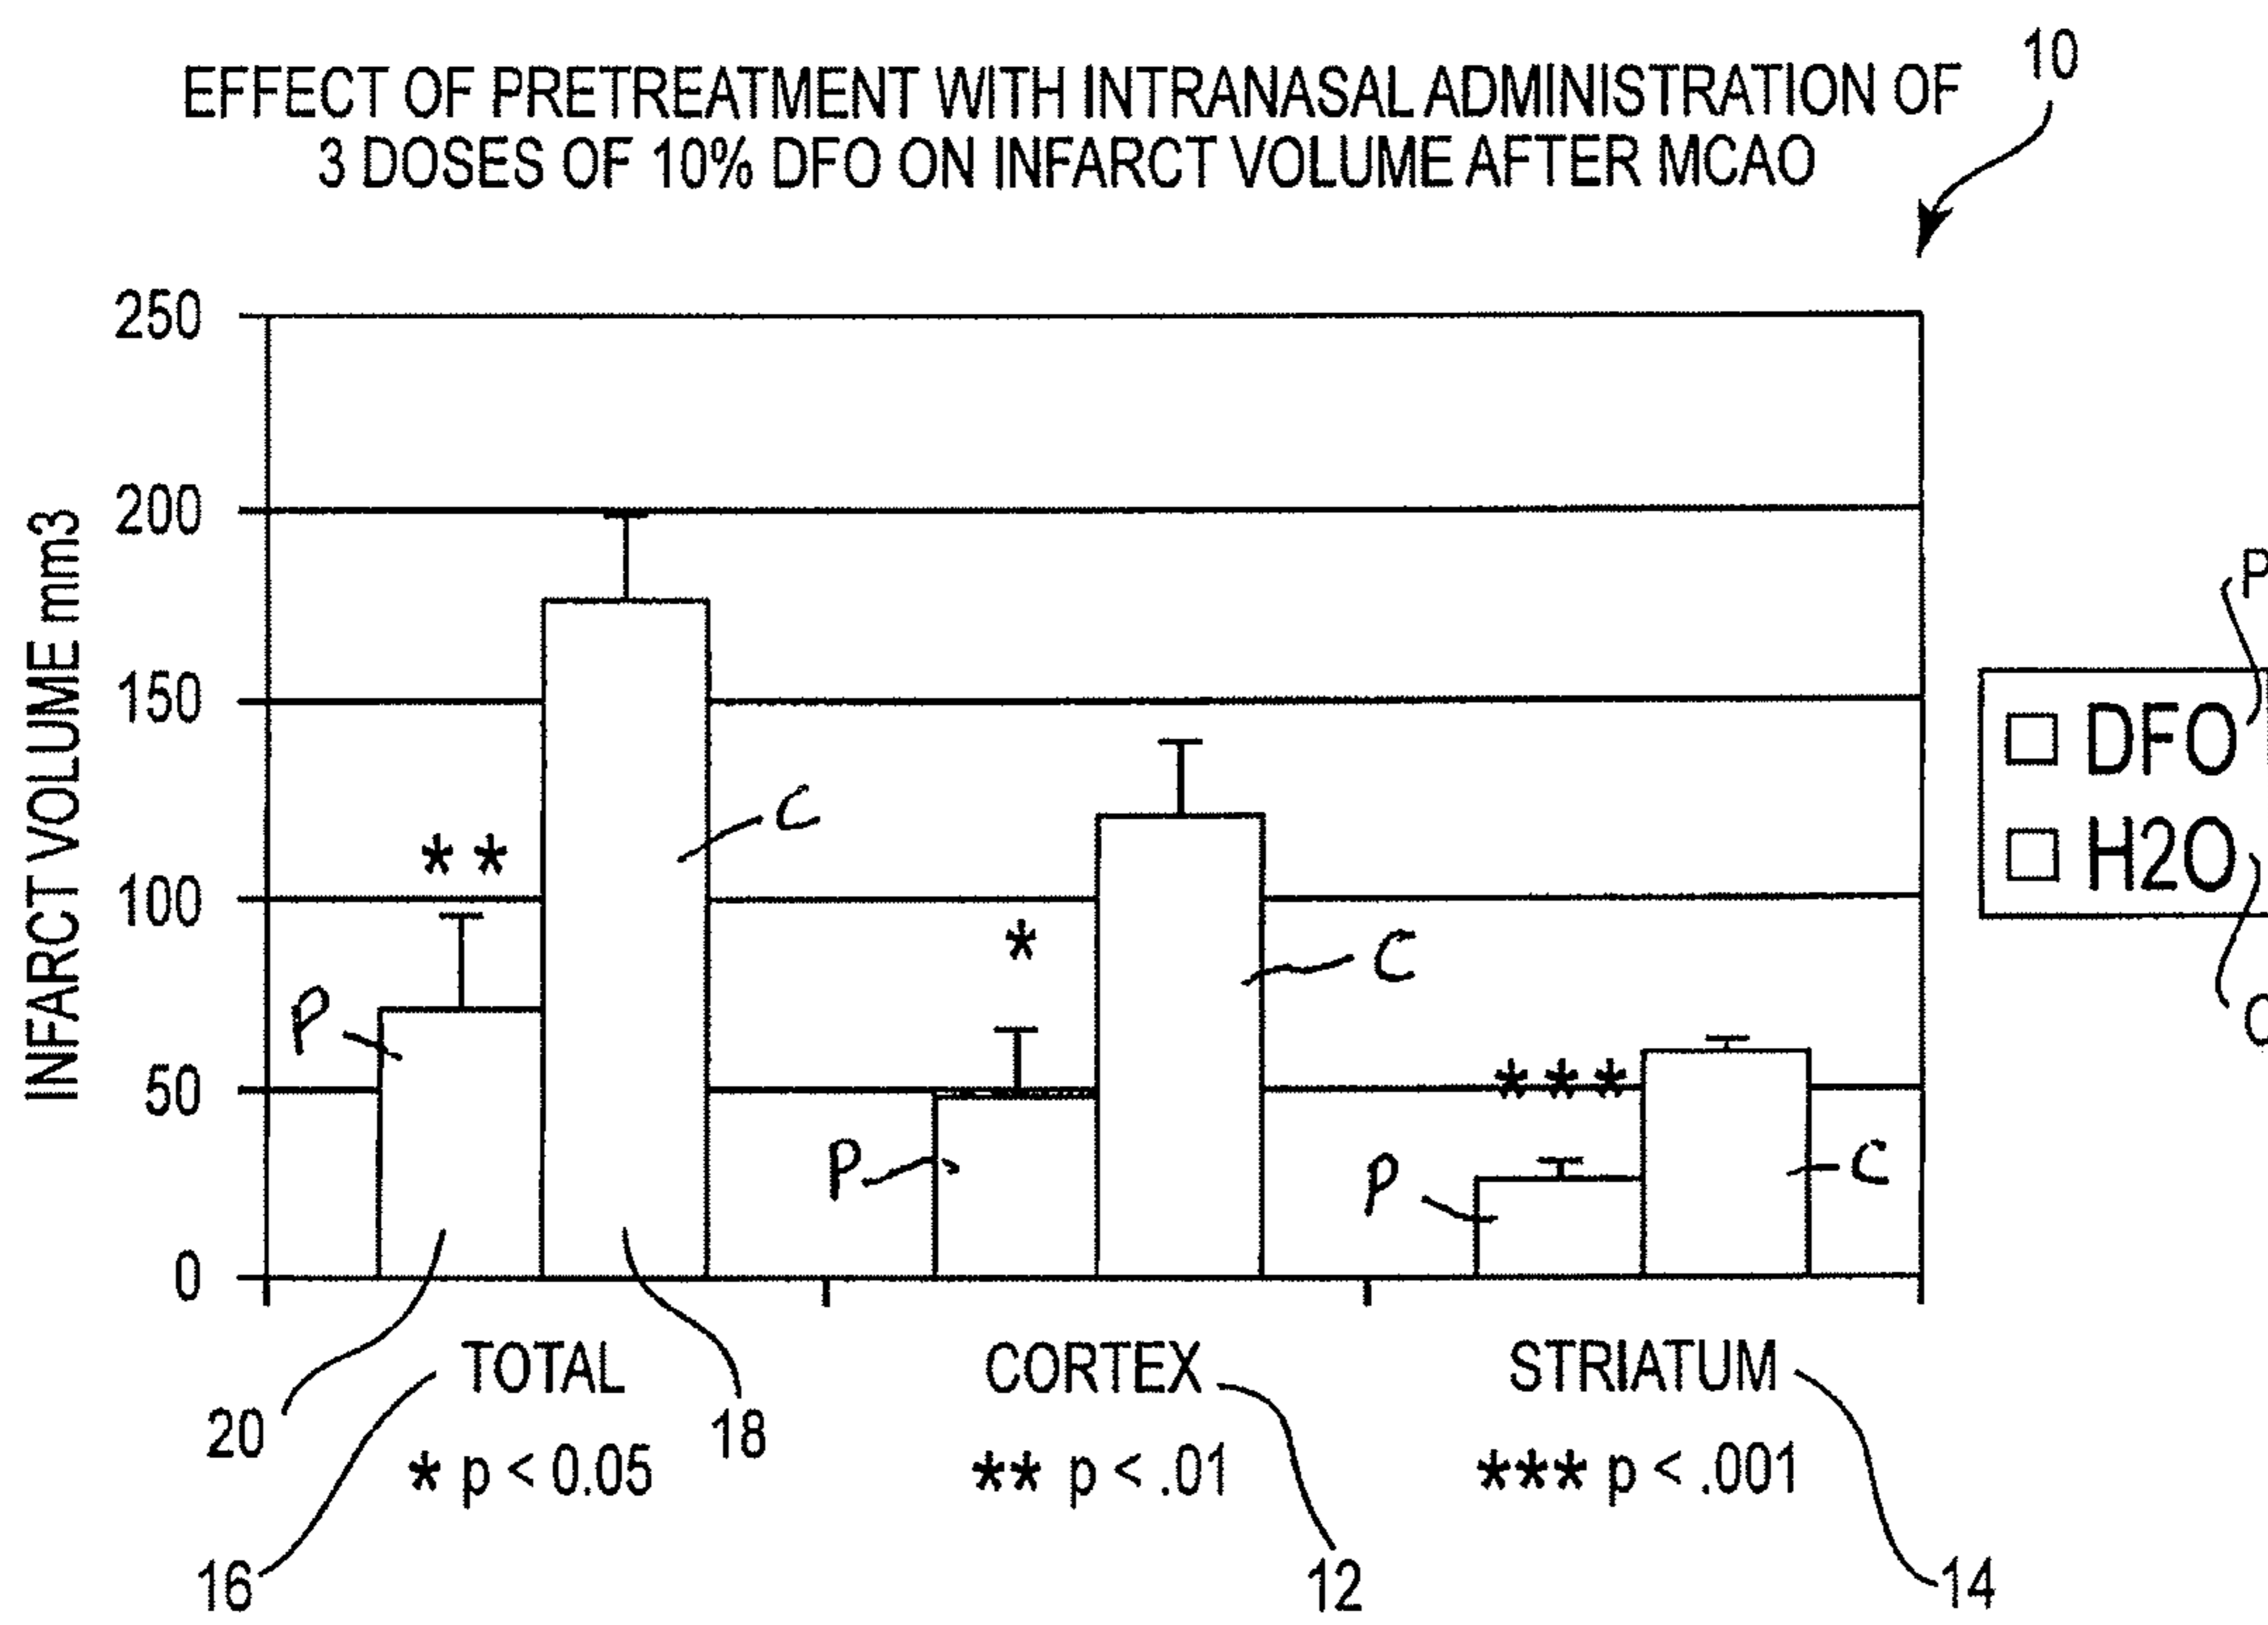 10
EFFECT OF PRETREATMENT WITH INTRANASAL ADMINISTRATION OF
3 DOSES OF 10% DFO ON INFARCT VOLUME AFTER MCAO
INFARCT VOLUME mm3
250
200
150
100
50
0
**
*
***
P
C
P
C
P
C
P
DFO
H2O
TOTAL
CORTEX
STRIATUM
20
18
* p < 0.05
** p < .01
*** p < .001
16
12
14